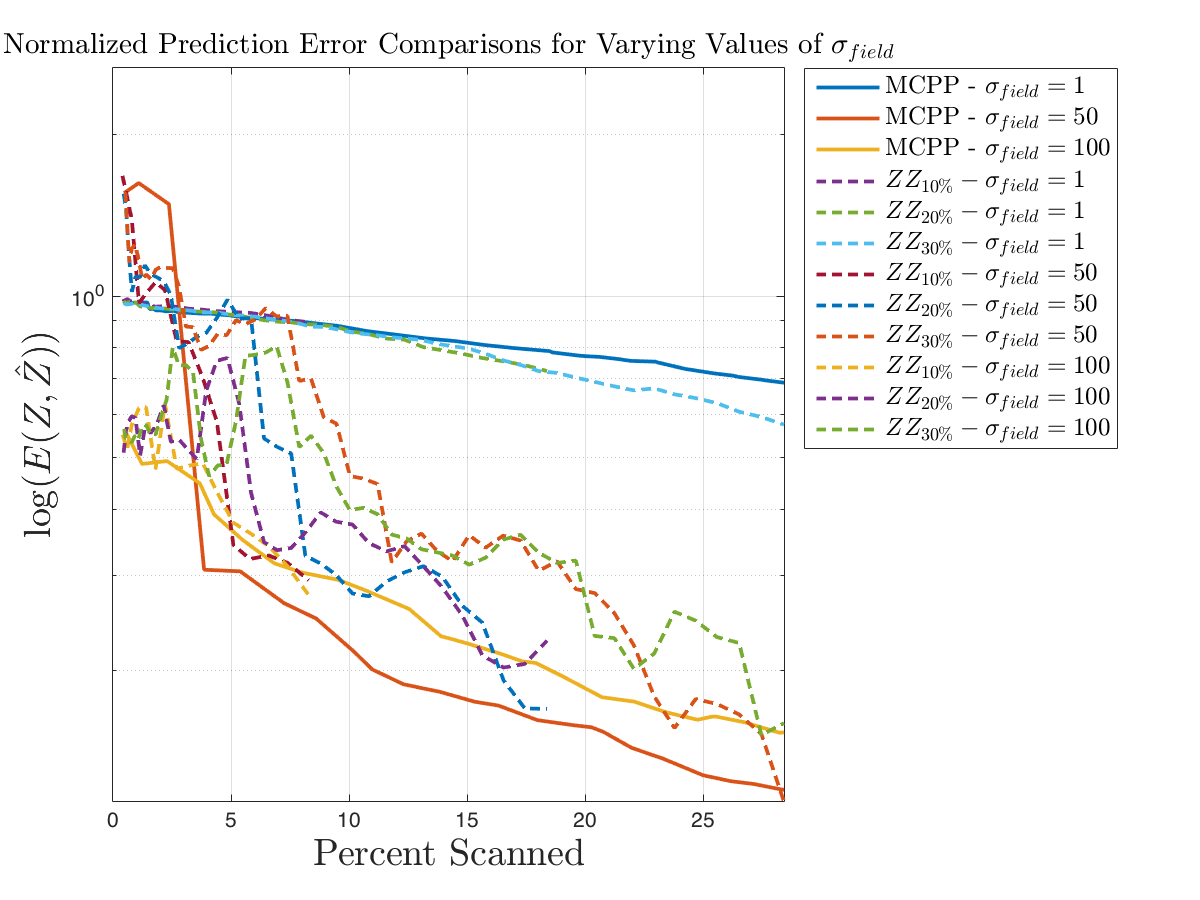 Normalized Prediction Error Comparisons for Varying Values of σ_field
log(E(Z, Ẑ))
10⁰
0 5 10 15 20 25
Percent Scanned
MCPP - σ_field = 1
MCPP - σ_field = 50
MCPP - σ_field = 100
ZZ_10% − σ_field = 1
ZZ_20% − σ_field = 1
ZZ_30% − σ_field = 1
ZZ_10% − σ_field = 50
ZZ_20% − σ_field = 50
ZZ_30% − σ_field = 50
ZZ_10% − σ_field = 100
ZZ_20% − σ_field = 100
ZZ_30% − σ_field = 100